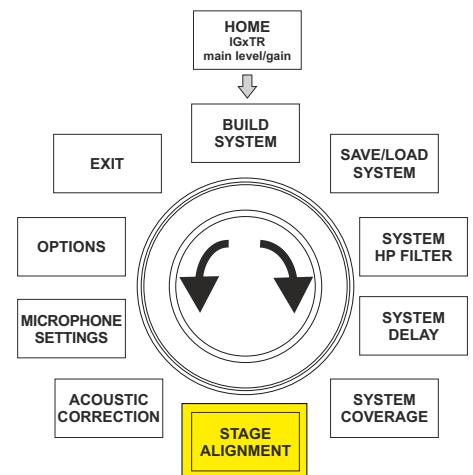 HOME
IGxTR
main level/gain
BUILD
SYSTEM
SAVE/LOAD
SYSTEM
SYSTEM
HP FILTER
SYSTEM
DELAY
SYSTEM
COVERAGE
STAGE
ALIGNMENT
ACOUSTIC
CORRECTION
MICROPHONE
SETTINGS
OPTIONS
EXIT